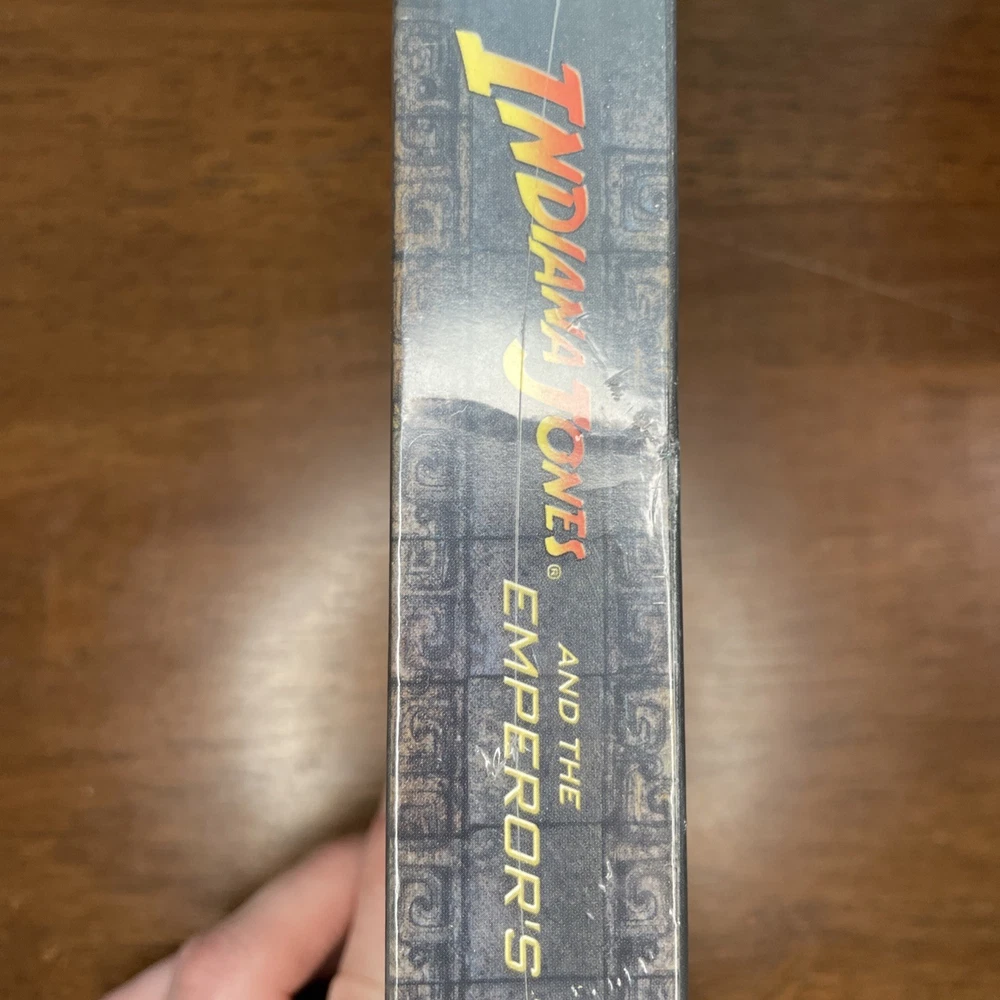 INDIANA JONES®
AND THE
EMPEROR'S